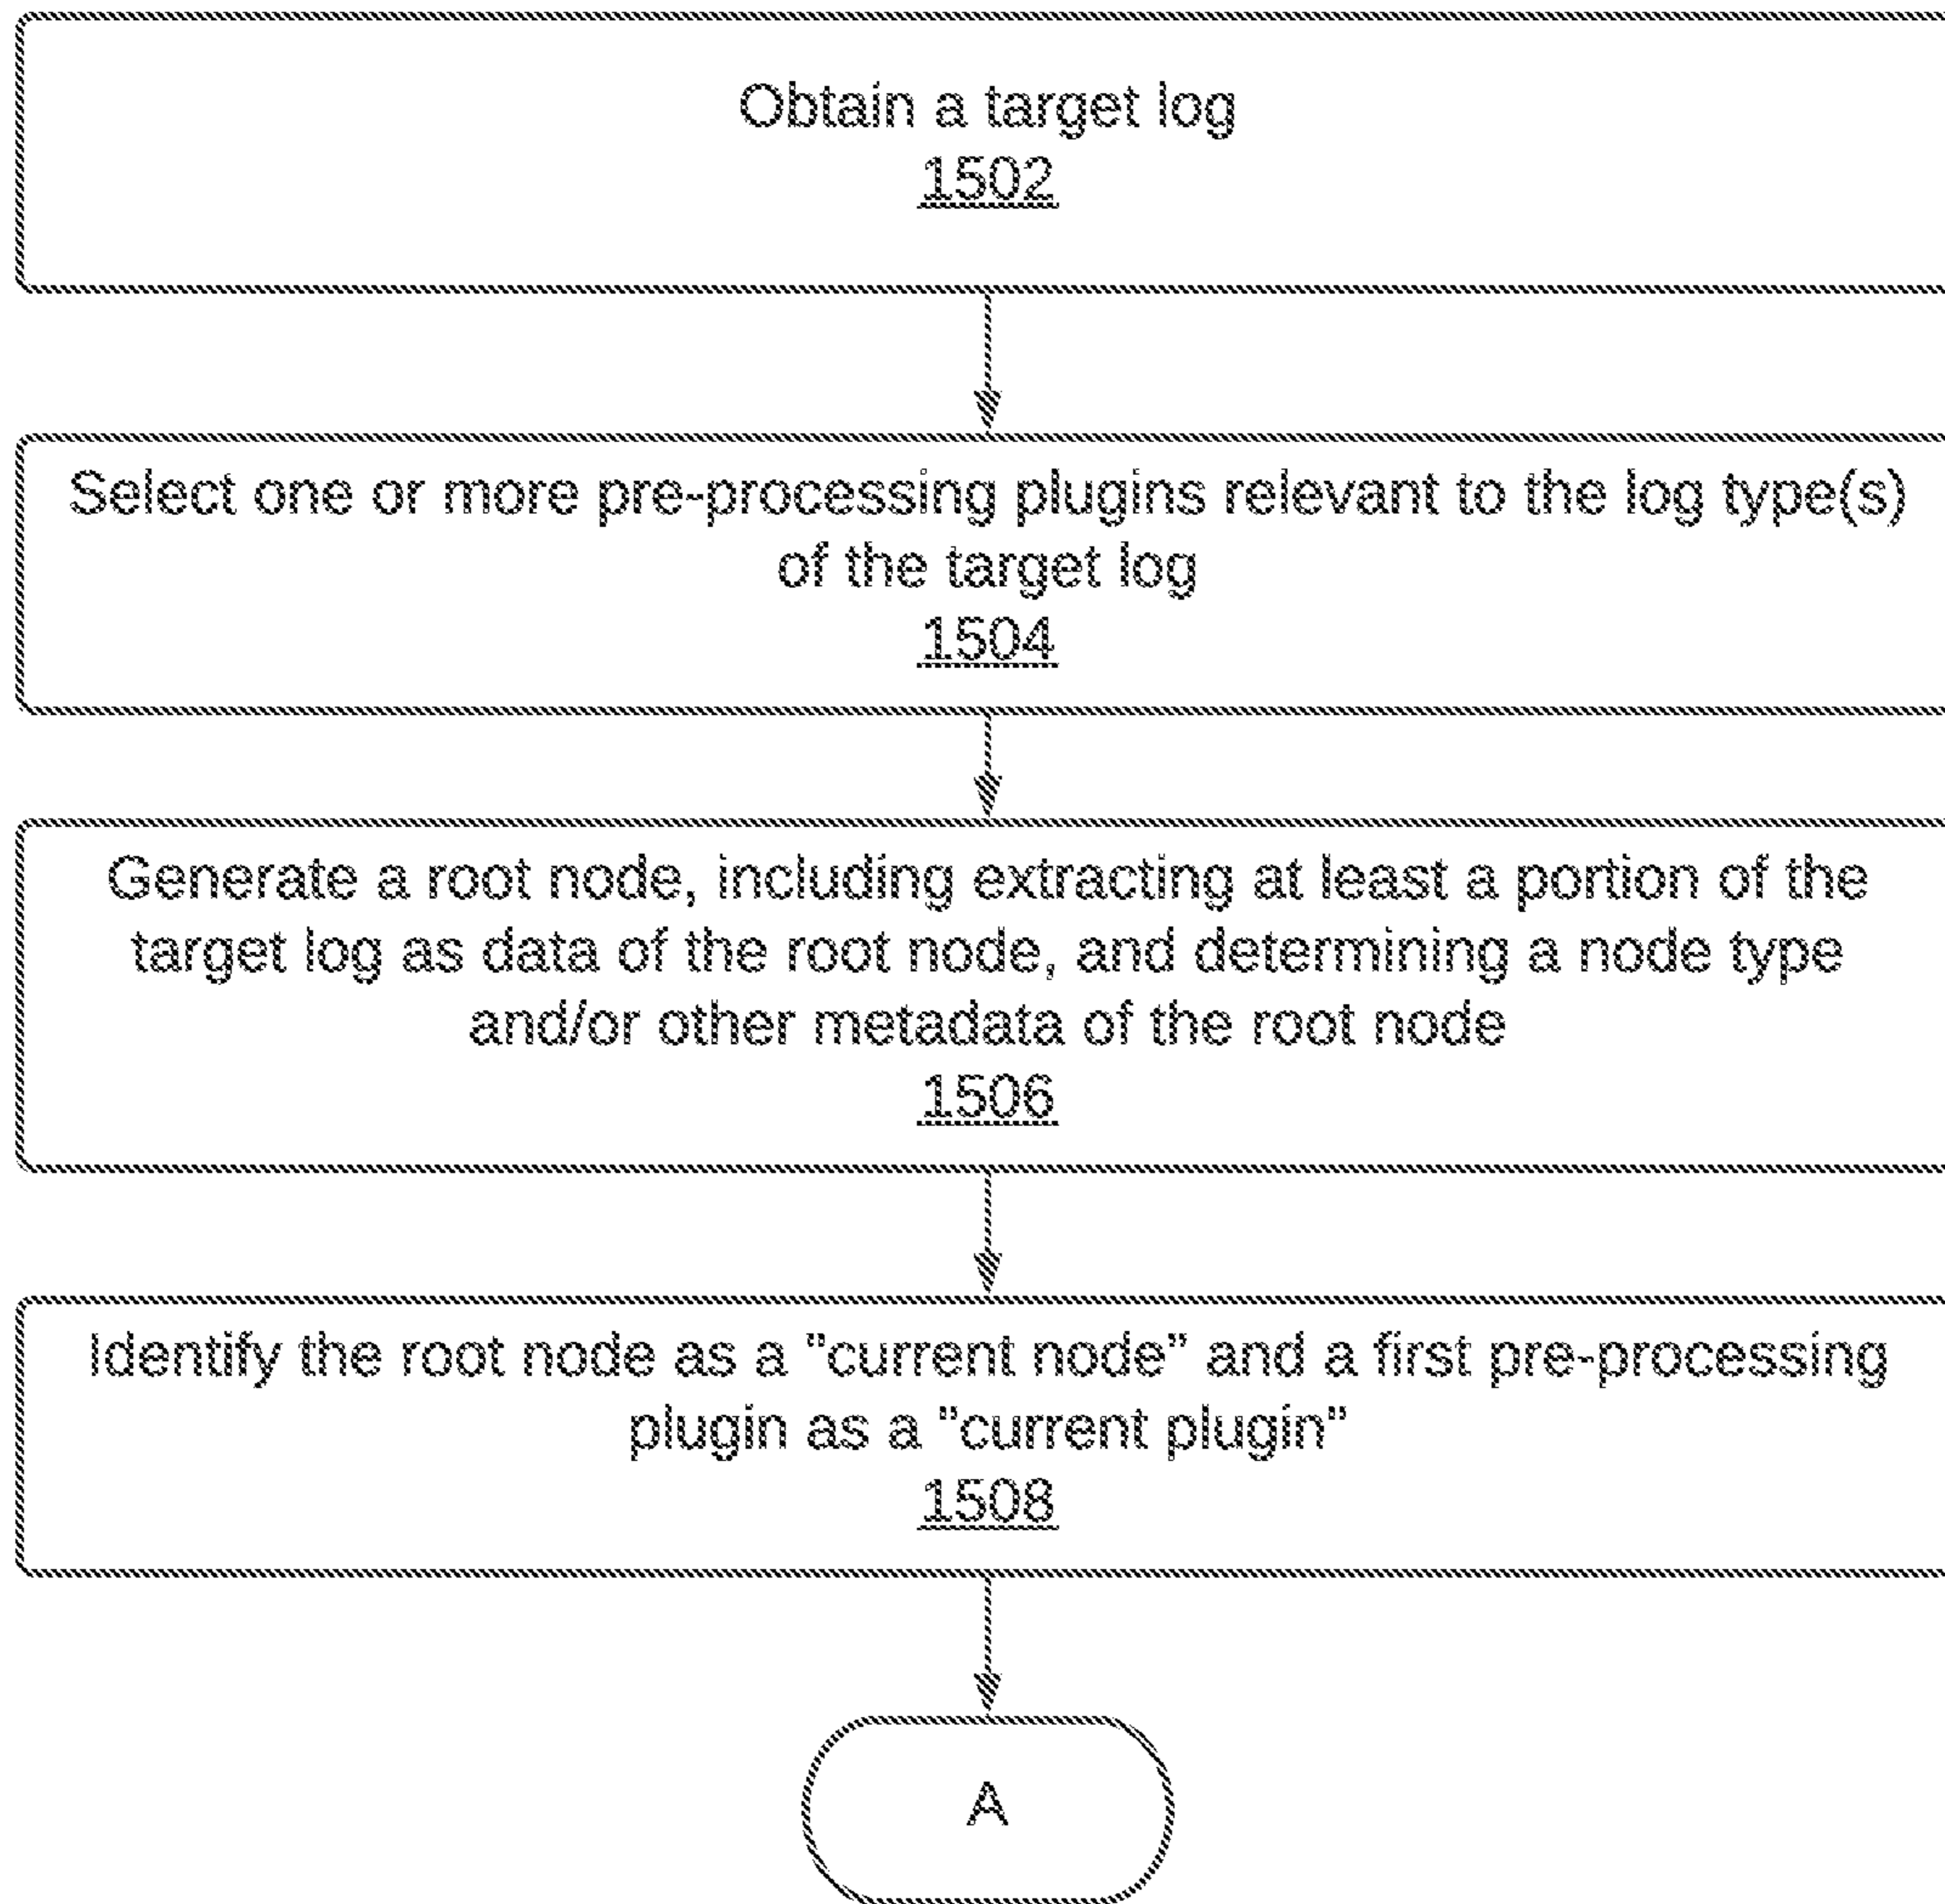 Obtain a target log
1502
Select one or more pre-processing plugins relevant to the log type(s)
of the target log
1504
Generate a root node, including extracting at least a portion of the
target log as data of the root node, and determining a node type
and/or other metadata of the root node
1506
Identify the root node as a "current node” and a first pre-processing
plugin as a "current plugin”
1508
A